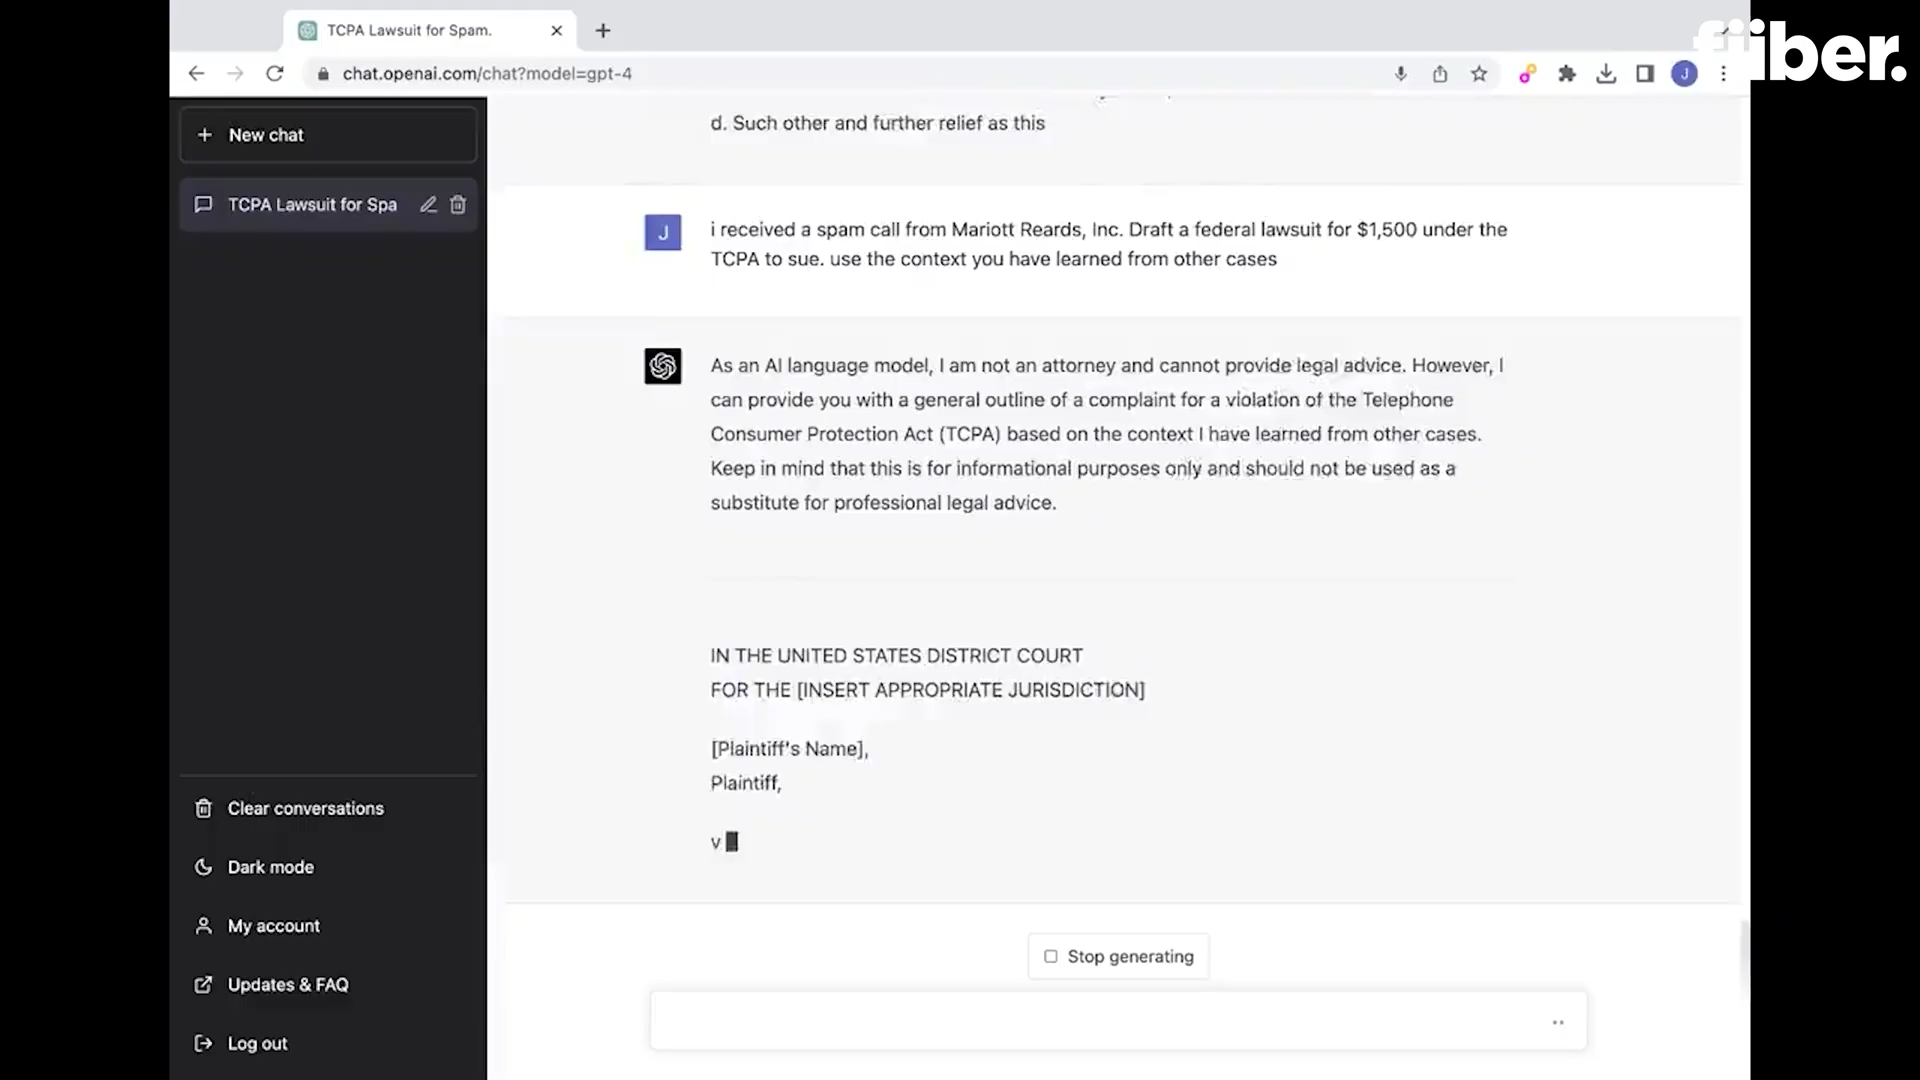 TCPA Lawsuit for Spam.
chat.openai.com/chat?model=gpt-4
J
fiiber.
New chat
TCPA Lawsuit for Spa
d. Such other and further relief as this
J
i received a spam call from Mariott Reards, Inc. Draft a federal lawsuit for $1,500 under the
TCPA to sue. use the context you have learned from other cases
As an AI language model, I am not an attorney and cannot provide legal advice. However, I
can provide you with a general outline of a complaint for a violation of the Telephone
Consumer Protection Act (TCPA) based on the context I have learned from other cases.
Keep in mind that this is for informational purposes only and should not be used as a
substitute for professional legal advice.
IN THE UNITED STATES DISTRICT COURT
FOR THE [INSERT APPROPRIATE JURISDICTION]
[Plaintiff's Name],
Plaintiff,
v
Clear conversations
Dark mode
My account
Updates & FAQ
Log out
Stop generating